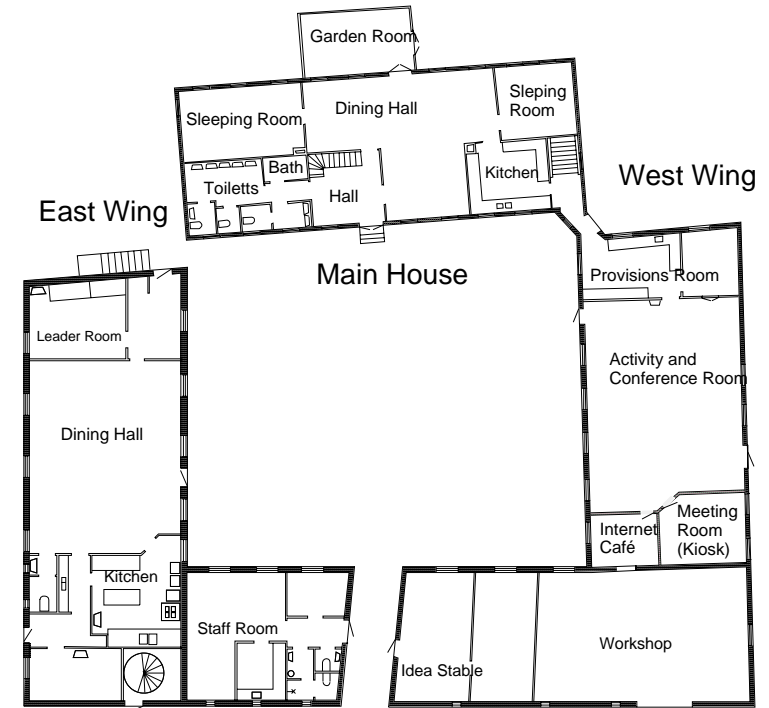 Garden Room
Dining Hall
Sleping
Room
Sleeping Room
Bath
Toiletts
Kitchen
Hall
West Wing
East Wing
Main House
Provisions Room
Leader Room
Activity and
Conference Room
Dining Hall
Meeting
Room
(Kiosk)
Internet
Café
Kitchen
Staff Room
Workshop
Idea Stable